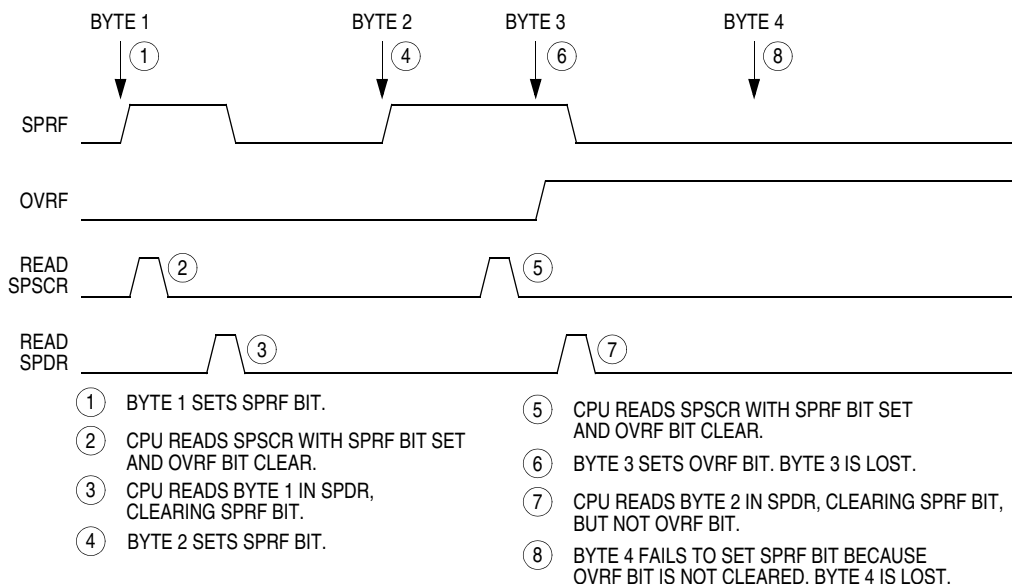 BYTE 1 BYTE 2 BYTE 3 BYTE 4
1 4 6 8
SPRF
OVRF
READ
SPSCR
2 5
READ
SPDR
3 7
1 BYTE 1 SETS SPRF BIT.
2 CPU READS SPSCR WITH SPRF BIT SET
AND OVRF BIT CLEAR.
3 CPU READS BYTE 1 IN SPDR,
CLEARING SPRF BIT.
4 BYTE 2 SETS SPRF BIT.
5 CPU READS SPSCR WITH SPRF BIT SET
AND OVRF BIT CLEAR.
6 BYTE 3 SETS OVRF BIT. BYTE 3 IS LOST.
7 CPU READS BYTE 2 IN SPDR, CLEARING SPRF BIT,
BUT NOT OVRF BIT.
8 BYTE 4 FAILS TO SET SPRF BIT BECAUSE
OVRF BIT IS NOT CLEARED. BYTE 4 IS LOST.